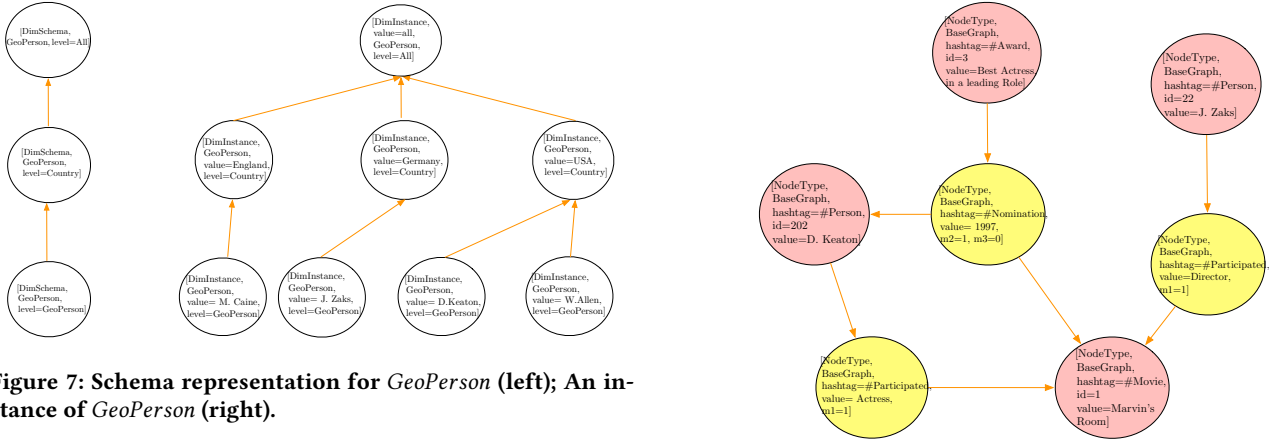 [DimSchema,
GeoPerson, level=All]
[DimSchema,
GeoPerson,
level=Country]
[DimSchema,
GeoPerson,
level=GeoPerson]
[DimInstance,
value=all,
GeoPerson,
level=All]
[DimInstance,
GeoPerson,
value=England,
level=Country]
[DimInstance,
GeoPerson,
value=Germany,
level=Country]
[DimInstance,
GeoPerson,
value=USA,
level=Country]
[DimInstance,
GeoPerson,
value= M. Caine,
level=GeoPerson]
[DimInstance,
GeoPerson,
value= J. Zaks,
level=GeoPerson]
[DimInstance,
GeoPerson,
value= D.Keaton,
level=GeoPerson]
[DimInstance,
GeoPerson,
value= W.Allen,
level=GeoPerson]
igure 7: Schema representation for GeoPerson (left); An in-
tance of GeoPerson (right).
[NodeType,
BaseGraph,
hashtag=#Award,
id=3
value=Best Actress
in a leading Role]
[NodeType,
BaseGraph,
hashtag=#Person,
id=22
value=J. Zaks]
[NodeType,
BaseGraph,
hashtag=#Person,
id=202
value=D. Keaton]
[NodeType,
BaseGraph,
hashtag=#Nomination,
value= 1997,
m2=1, m3=0]
[NodeType,
BaseGraph,
hashtag=#Participated,
value=Director,
m1=1]
[NodeType,
BaseGraph,
hashtag=#Participated,
value= Actress,
m1=1]
[NodeType,
BaseGraph,
hashtag=#Movie,
id=1
value=Marvin's
Room]